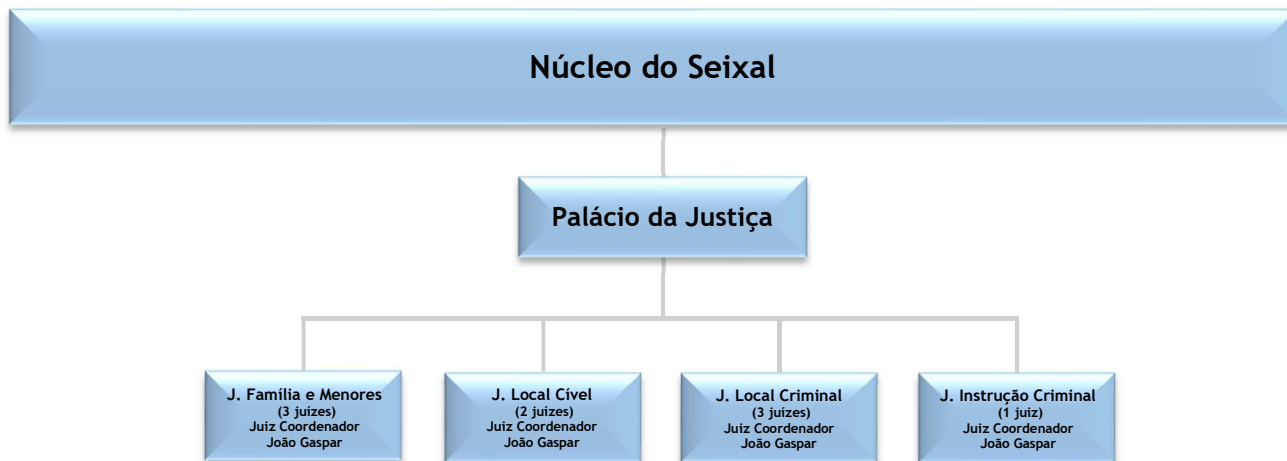 Núcleo do Seixal
Palácio da Justiça
J. Família e Menores
(3 juízes)
Juiz Coordenador
João Gaspar
J. Local Cível
(2 juízes)
Juiz Coordenador
João Gaspar
J. Local Criminal
(3 juízes)
Juiz Coordenador
João Gaspar
J. Instrução Criminal
(1 juiz)
Juiz Coordenador
João Gaspar